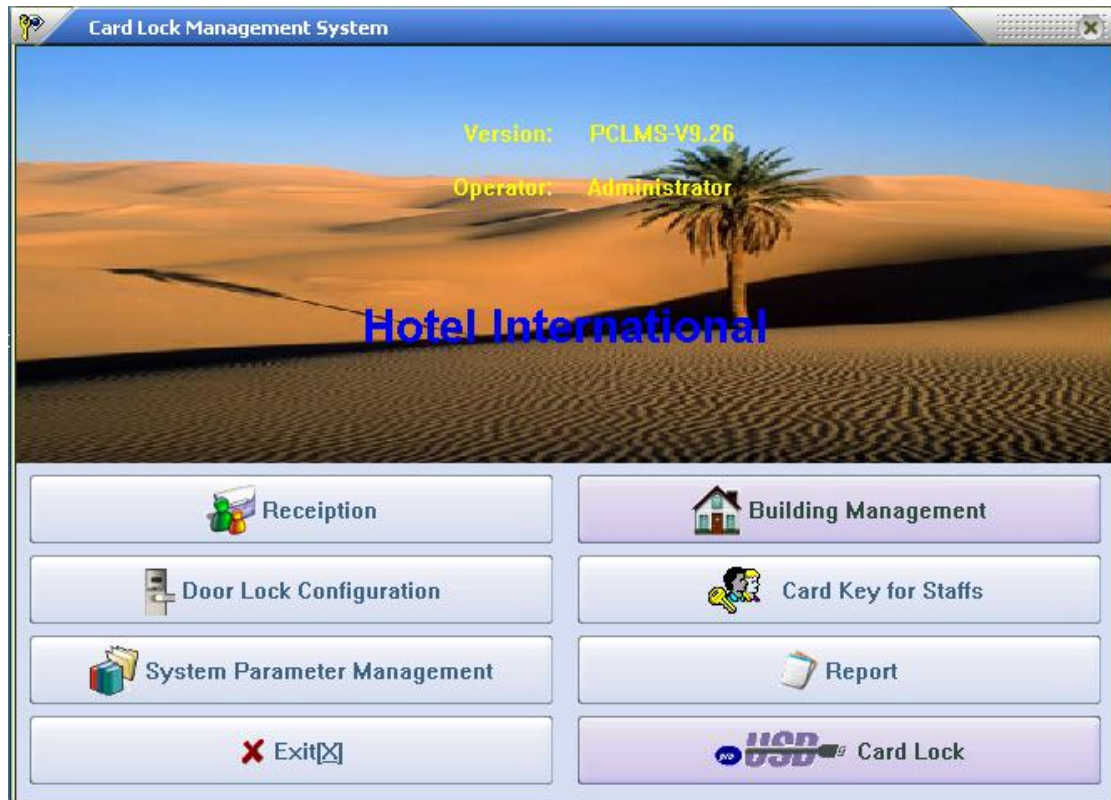 Card Lock Management System
Version: PCLMS-V9.26
Operator: Administrator
Hotel International
Receiption
Building Management
Door Lock Configuration
Card Key for Staffs
System Parameter Management
Report
Exit[X]
pro USB Card Lock